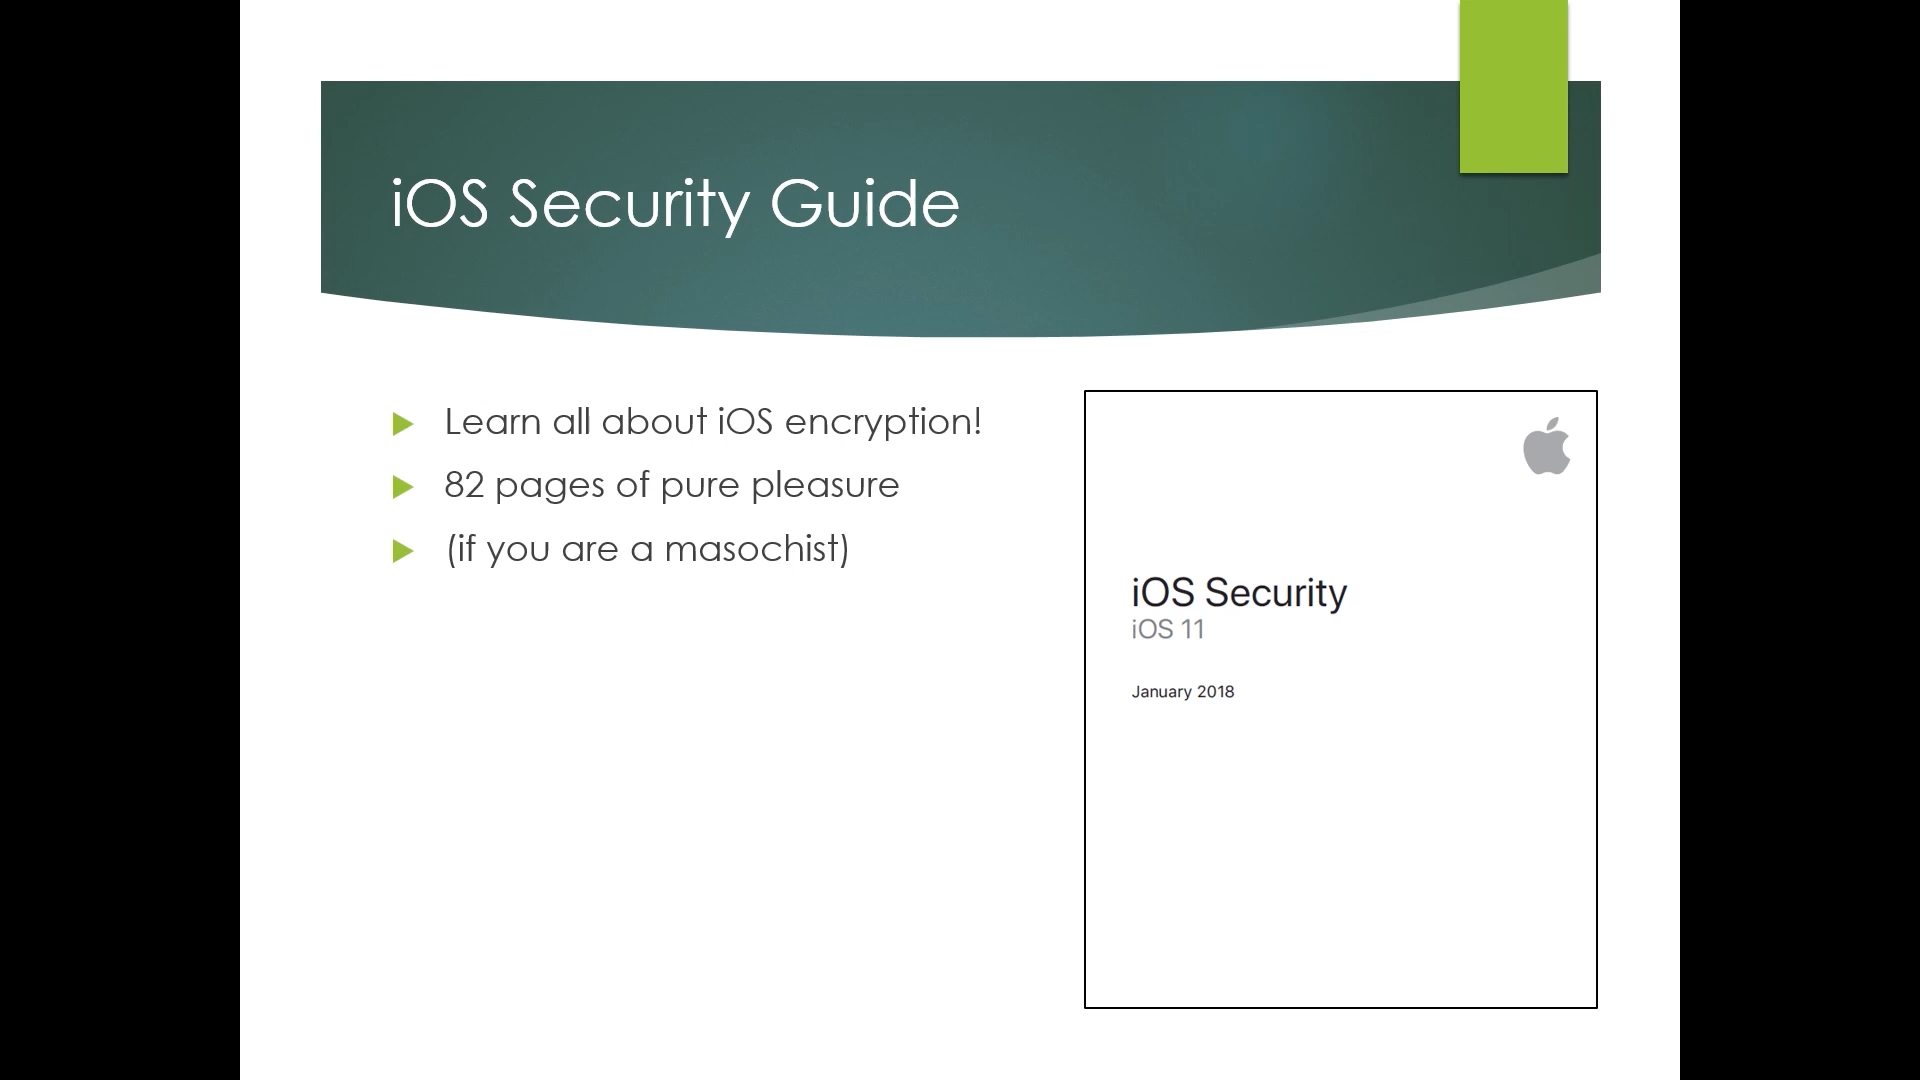 iOS Security Guide
Learn all about iOS encryption!
82 pages of pure pleasure
(if you are a masochist)
iOS Security
iOS 11
January 2018